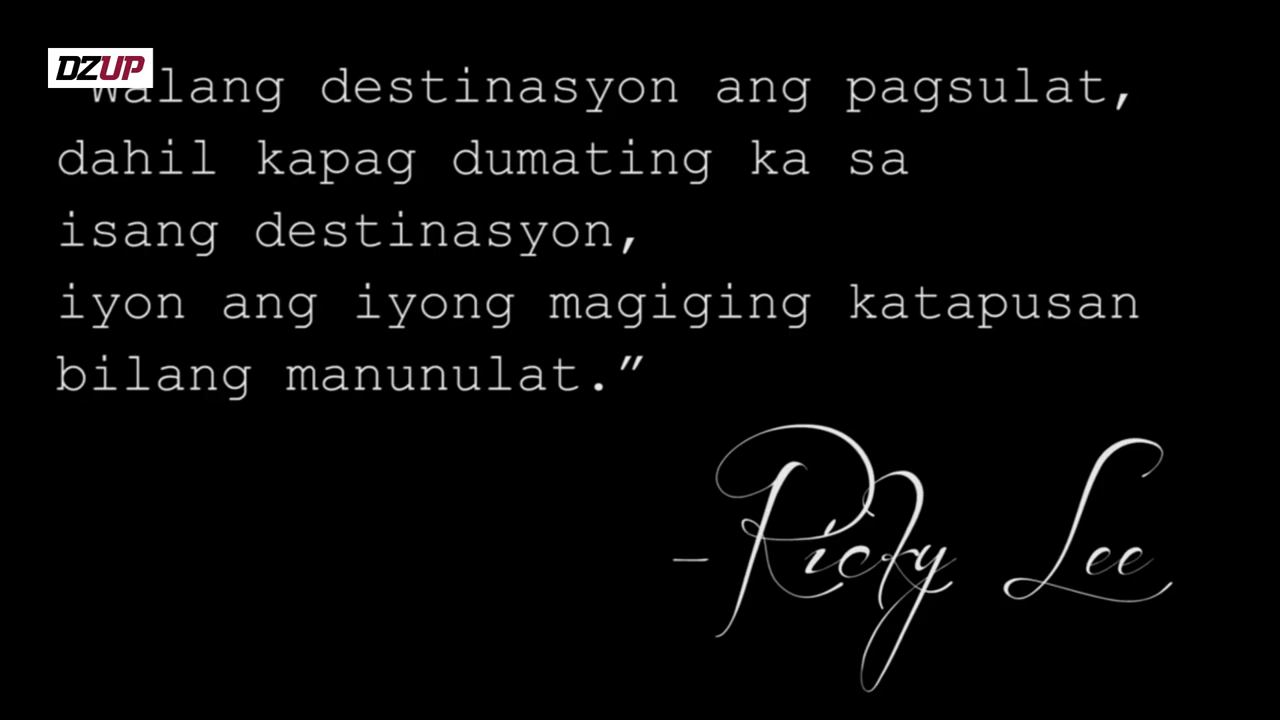 DZUP
"Walang destinasyon ang pagsulat,
dahil kapag dumating ka sa
isang destinasyon,
iyon ang iyong magiging katapusan
bilang manunulat.”
— Ricky Lee